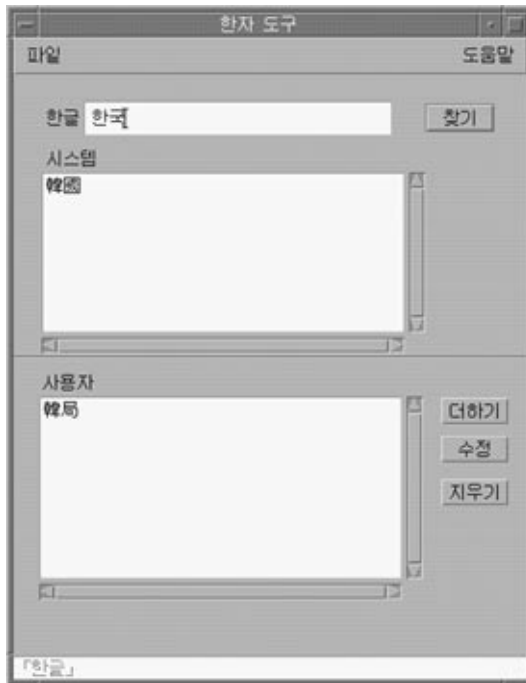 한자 도구
파일 도움말
한글 한국 찾기
시스템
韓國
사용자
韓局
더하기
수정
지우기
「한글」